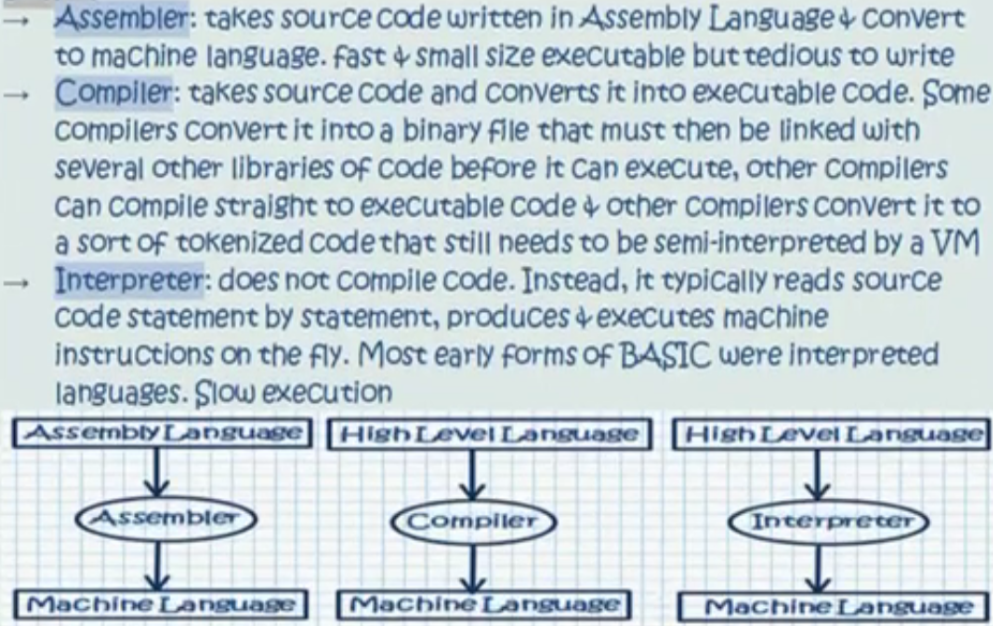 → Assembler: takes source code written in Assembly Language & convert
to machine language. fast & small size executable but tedious to write
→ Compiler: takes source code and converts it into executable code. Some
compilers convert it into a binary file that must then be linked with
several other libraries of code before it can execute, other compilers
can compile straight to executable code & other compilers convert it to
a sort of tokenized code that still needs to be semi-interpreted by a VM
→ Interpreter: does not compile code. Instead, it typically reads source
code statement by statement, produces & executes machine
instructions on the fly. Most early forms of BASIC were interpreted
languages. Slow execution
Assembly Language
High Level Language
High Level Language
Assembler
Compiler
Interpreter
Machine Language
Machine Language
Machine Language